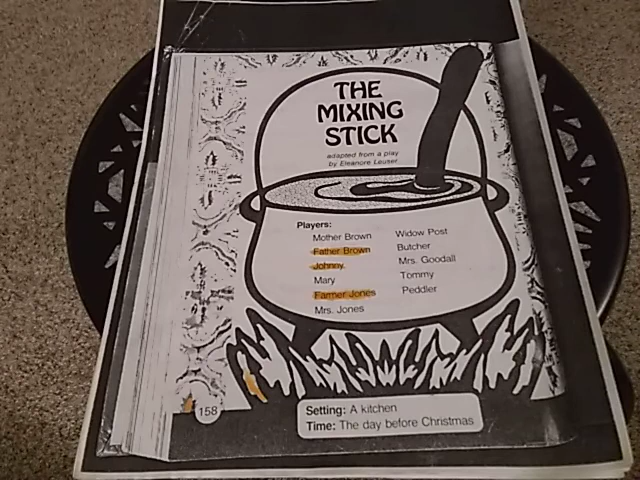 THE
MIXING
STICK
adapted from a play
by Eleanore Leuser
Players:
Mother Brown
Father Brown
Johnny
Mary
Farmer Jones
Mrs. Jones
Widow Post
Butcher
Mrs. Goodall
Tommy
Peddler
158
Setting: A kitchen
Time: The day before Christmas